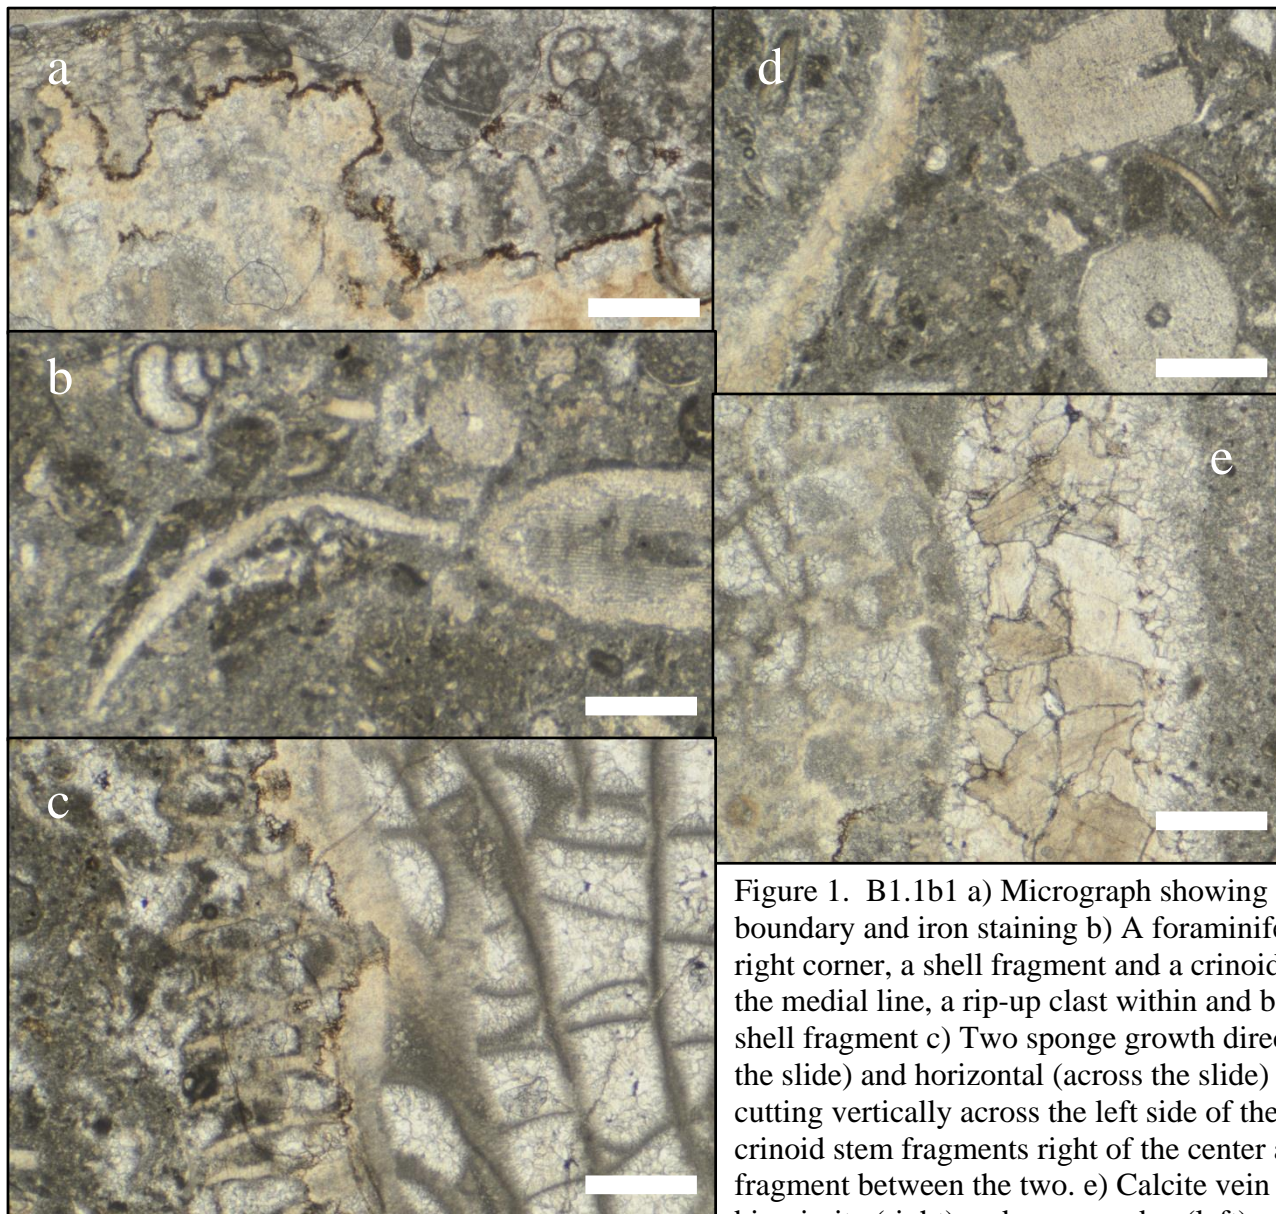 a
d
b
e
c
Figure 1. B1.1b1 a) Micrograph showing
boundary and iron staining b) A
right corner, a shell fragment and a crinoid
the medial line, a rip-up clast within and
shell fragment c) Two sponge growth
the slide) and horizontal (across the slide)
cutting vertically across the left side of the
crinoid stem fragments right of the center
fragment between the two. e) Calcite vein